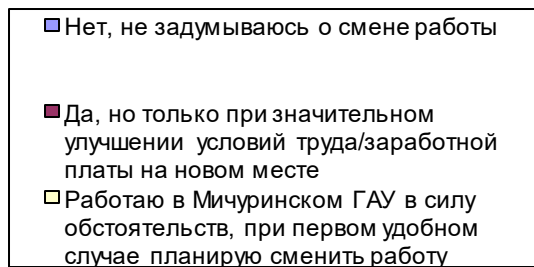 Нет, не задумываюсь о смене работы
Да, но только при значительном
улучшении условий труда/заработной
платы на новом месте
Работаю в Мичуринском ГАУ в силу
обстоятельств, при первом удобном
случае планирую сменить работу